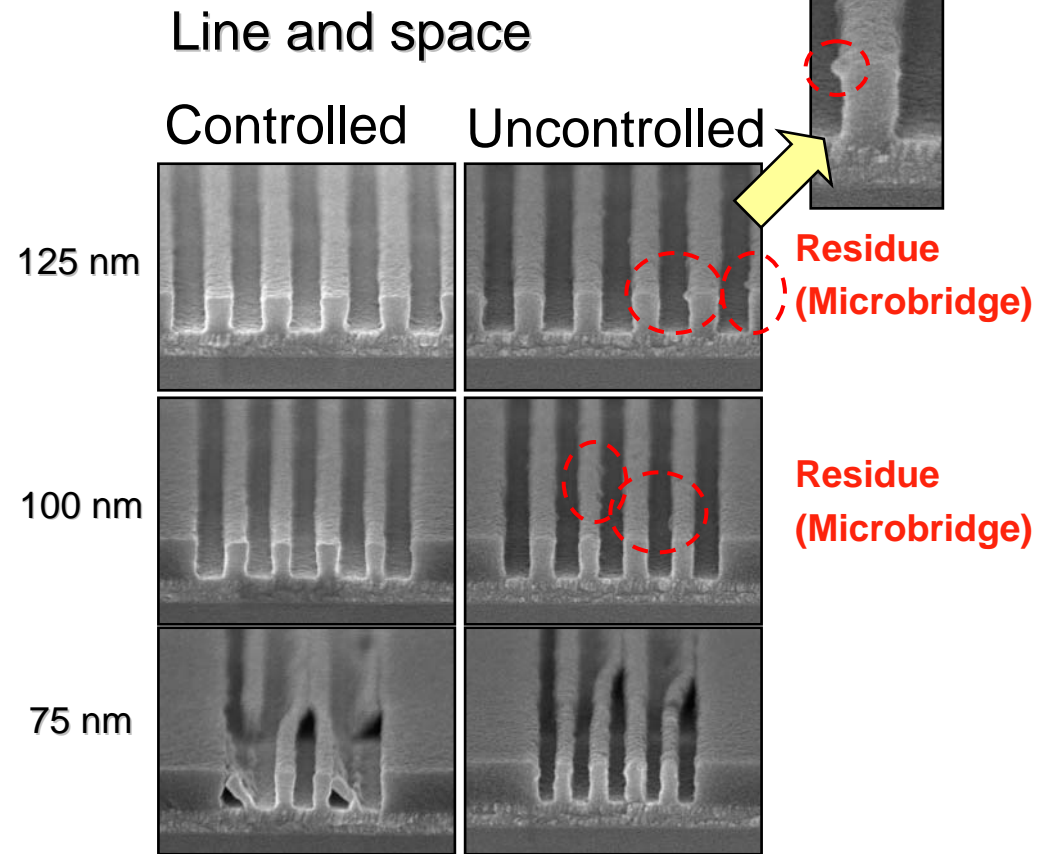 Line and space
Controlled
Uncontrolled
125 nm
Residue
(Microbridge)
100 nm
Residue
(Microbridge)
75 nm